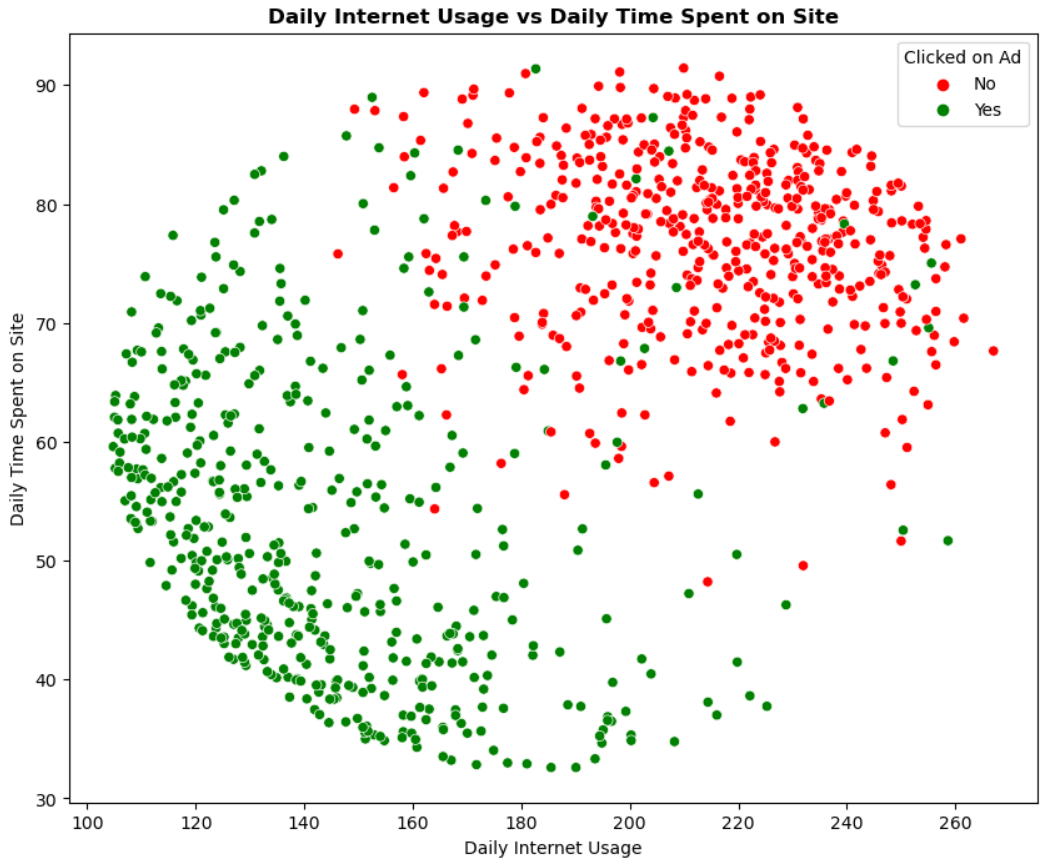 Daily Internet Usage vs Daily Time Spent on Site
Clicked on Ad
No
Yes
90
80
70
60
50
40
30
Daily Time Spent on Site
100 120 140 160 180 200 220 240 260
Daily Internet Usage